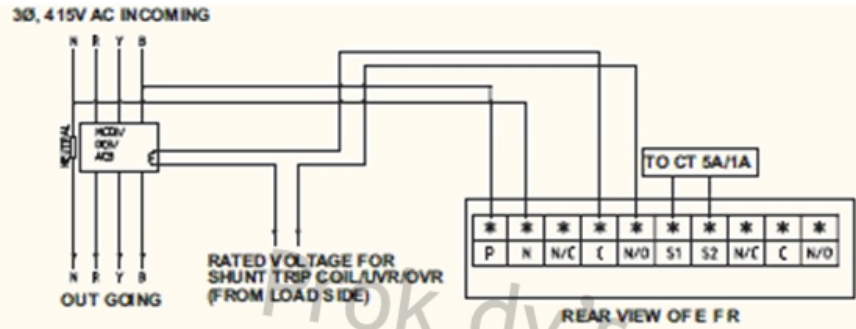 3Ø, 415V AC INCOMING
N R Y B
NEUTRAL
MCCB/
ACB
TO CT 5A/1A
* * * * * * * * * *
P N N/C C N/O S1 S2 N/C C N/O
N R Y B
OUT GOING
RATED VOLTAGE FOR
SHUNT TRIP COIL/UVR/OVR
(FROM LOAD SIDE)
REAR VIEW OF E F R